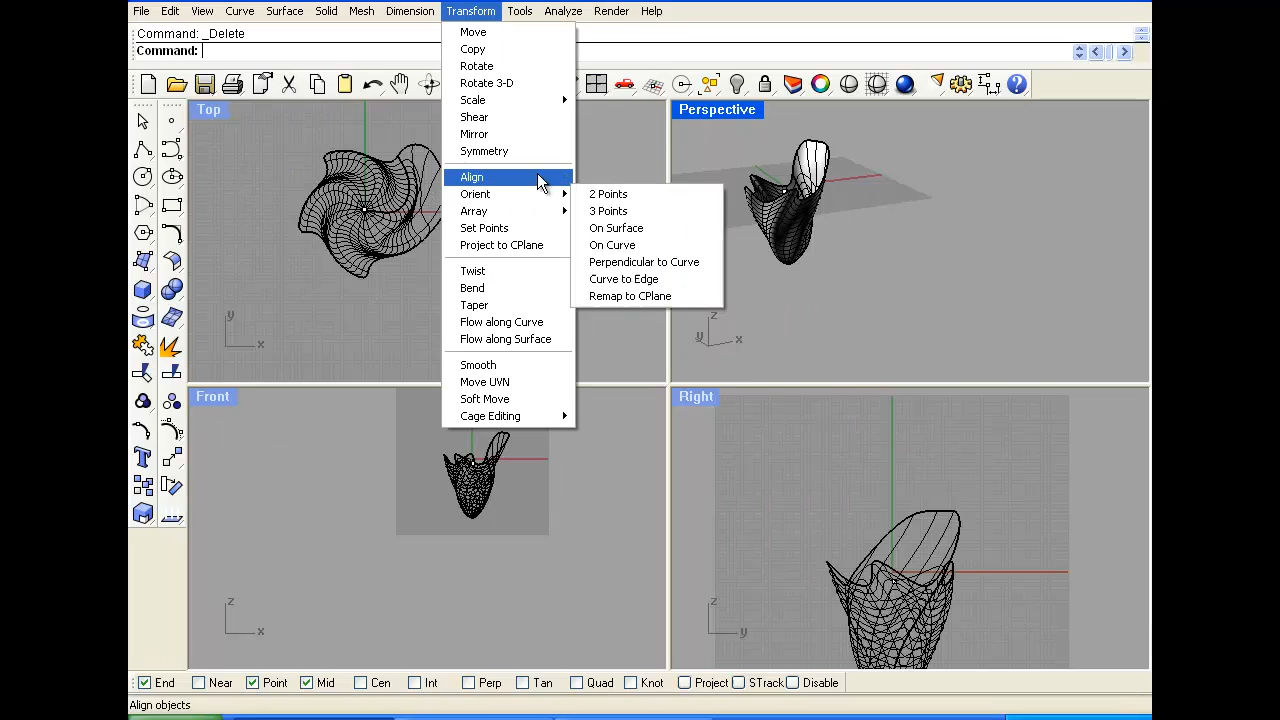 File Edit View Curve Surface Solid Mesh Dimension Transform Tools Analyze Render Help
Command: _Delete
Command:
Move
Copy
Rotate
Rotate 3-D
Scale
Shear
Mirror
Symmetry
Align
Orient
Array
Set Points
Project to CPlane
Twist
Bend
Taper
Flow along Curve
Flow along Surface
Smooth
Move UVN
Soft Move
Cage Editing
2 Points
3 Points
On Surface
On Curve
Perpendicular to Curve
Curve to Edge
Remap to CPlane
Top
y
x
Perspective
z
y
x
Front
z
x
Right
z
y
End Near Point Mid Cen Int Perp Tan Quad Knot Project STrack Disable
Align objects